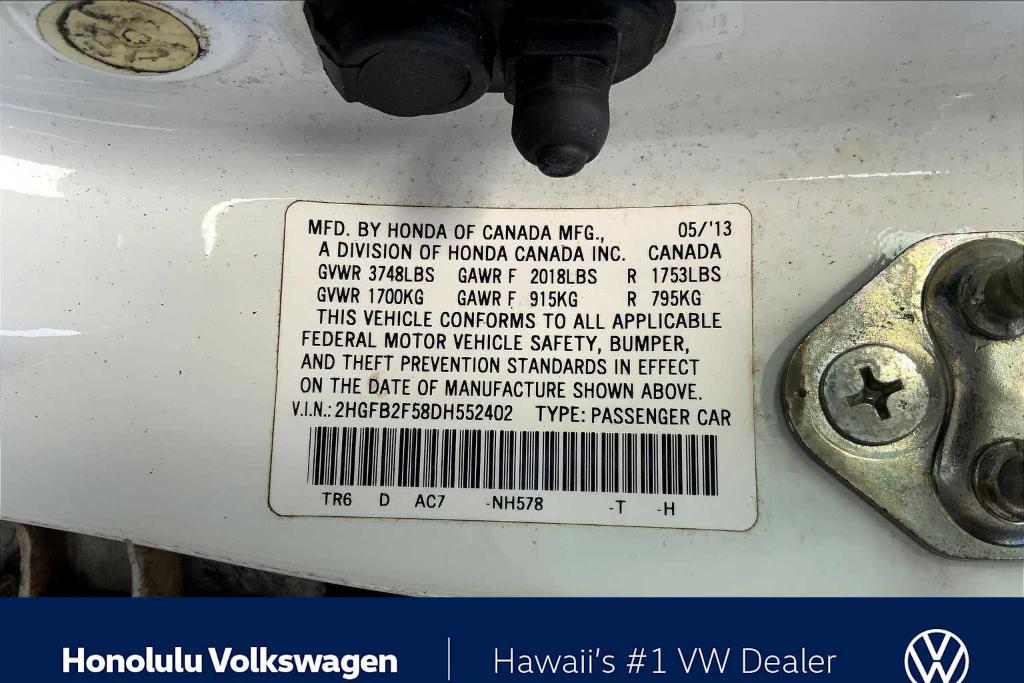 MFD. BY HONDA OF CANADA MFG., 05/'13
A DIVISION OF HONDA CANADA INC. CANADA
GVWR 3748LBS GAWR F 2018LBS R 1753LBS
GVWR 1700KG GAWR F 915KG R 795KG
THIS VEHICLE CONFORMS TO ALL APPLICABLE
FEDERAL MOTOR VEHICLE SAFETY, BUMPER,
AND THEFT PREVENTION STANDARDS IN EFFECT
ON THE DATE OF MANUFACTURE SHOWN ABOVE.
V.I.N.: 2HGFB2F58DH552402 TYPE: PASSENGER CAR
TR6 D AC7 -NH578 -T -H
Honolulu Volkswagen | Hawaii's #1 VW Dealer